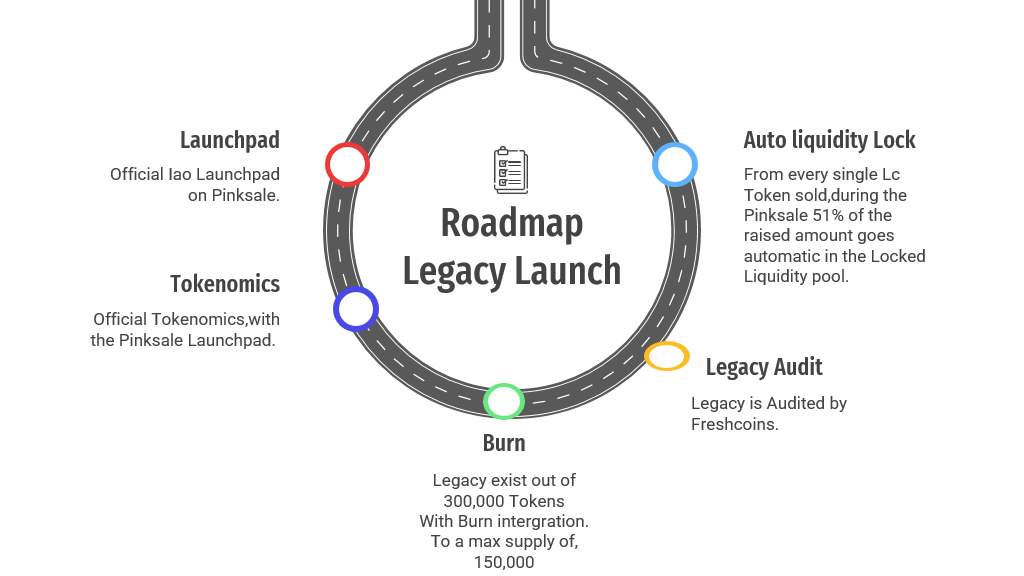 Roadmap
Legacy Launch
Launchpad
Official Iao Launchpad
on Pinksale.
Tokenomics
Official Tokenomics,with
the Pinksale Launchpad.
Burn
Legacy exist out of
300,000 Tokens
With Burn intergration.
To a max supply of,
150,000
Legacy Audit
Legacy is Audited by
Freshcoins.
Auto liquidity Lock
From every single Lc
Token sold,during the
Pinksale 51% of the
raised amount goes
automatic in the Locked
Liquidity pool.